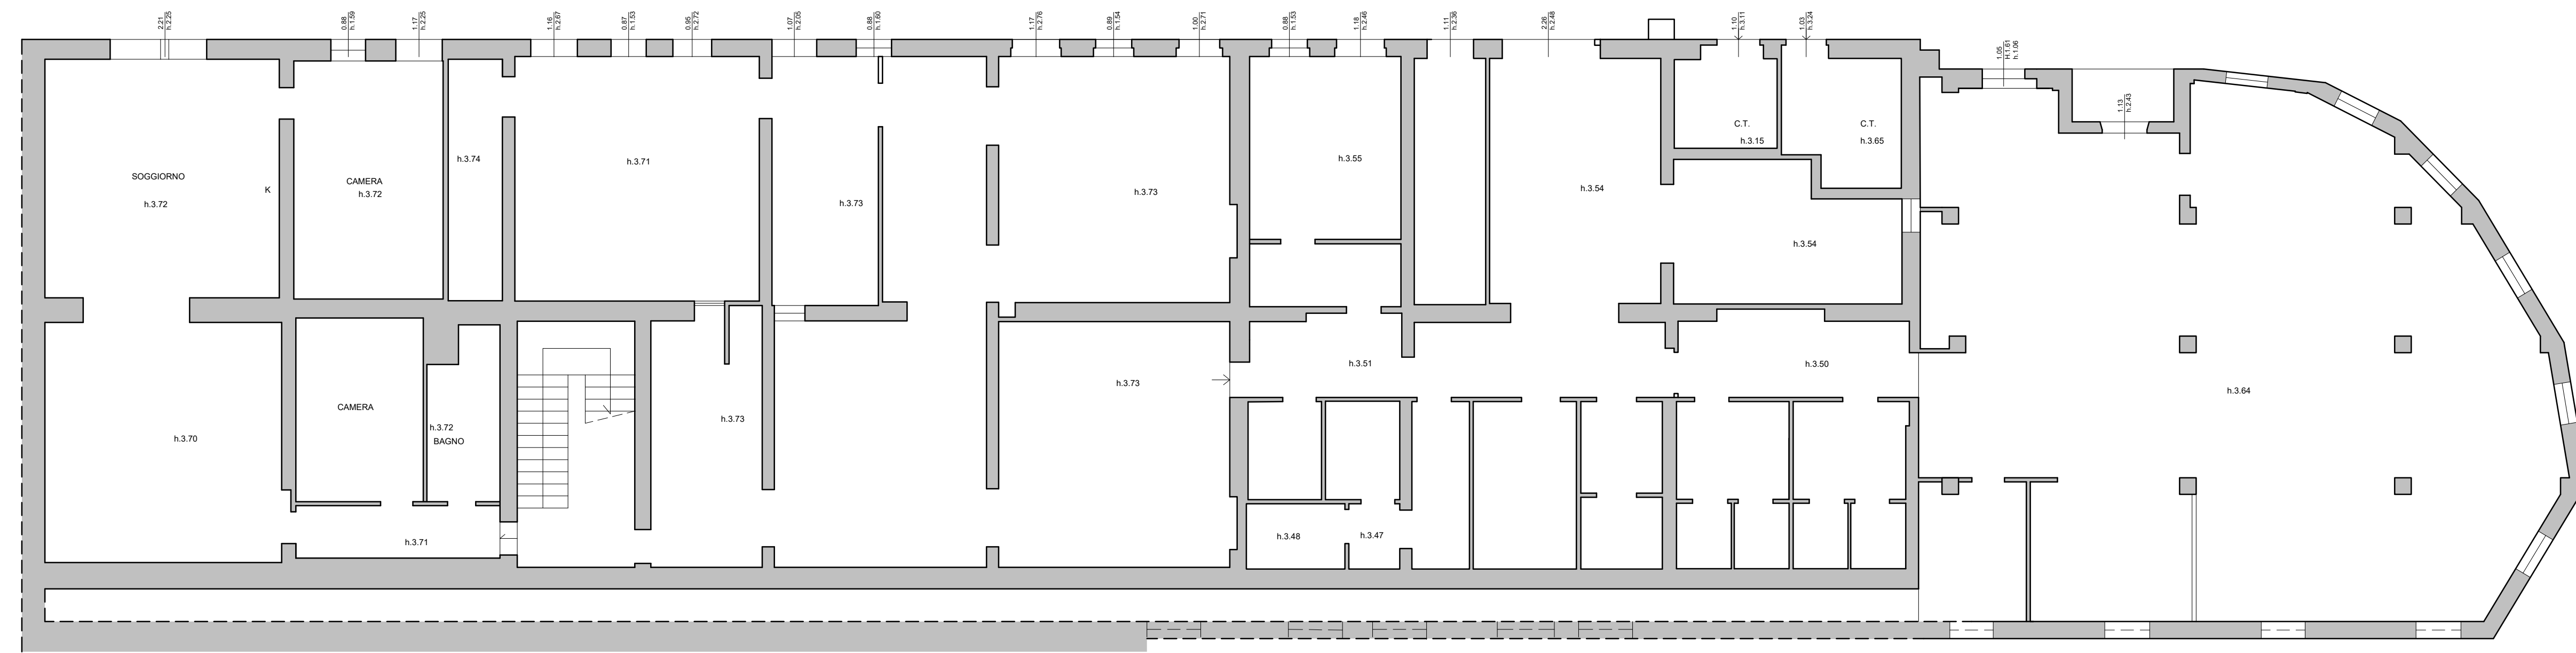 2.21
h.2.25
0.88
h.1.59
1.17
h.2.25
1.16
h.2.67
0.87
h.1.53
0.95
h.2.72
1.07
h.2.05
0.88
h.1.60
1.17
h.2.76
0.89
h.1.54
1.00
h.2.71
0.88
h.1.53
1.18
h.2.46
1.11
h.2.36
2.26
h.2.48
1.10
h.3.11
1.03
h.3.24
1.05
H.1.61
h.1.06
1.13
h.2.43
SOGGIORNO
h.3.72
K
CAMERA
h.3.72
h.3.74
h.3.71
h.3.73
h.3.73
h.3.55
h.3.54
C.T.
h.3.15
C.T.
h.3.65
h.3.54
h.3.70
CAMERA
h.3.72
BAGNO
h.3.71
h.3.73
h.3.73
h.3.51
h.3.50
h.3.64
h.3.48
h.3.47